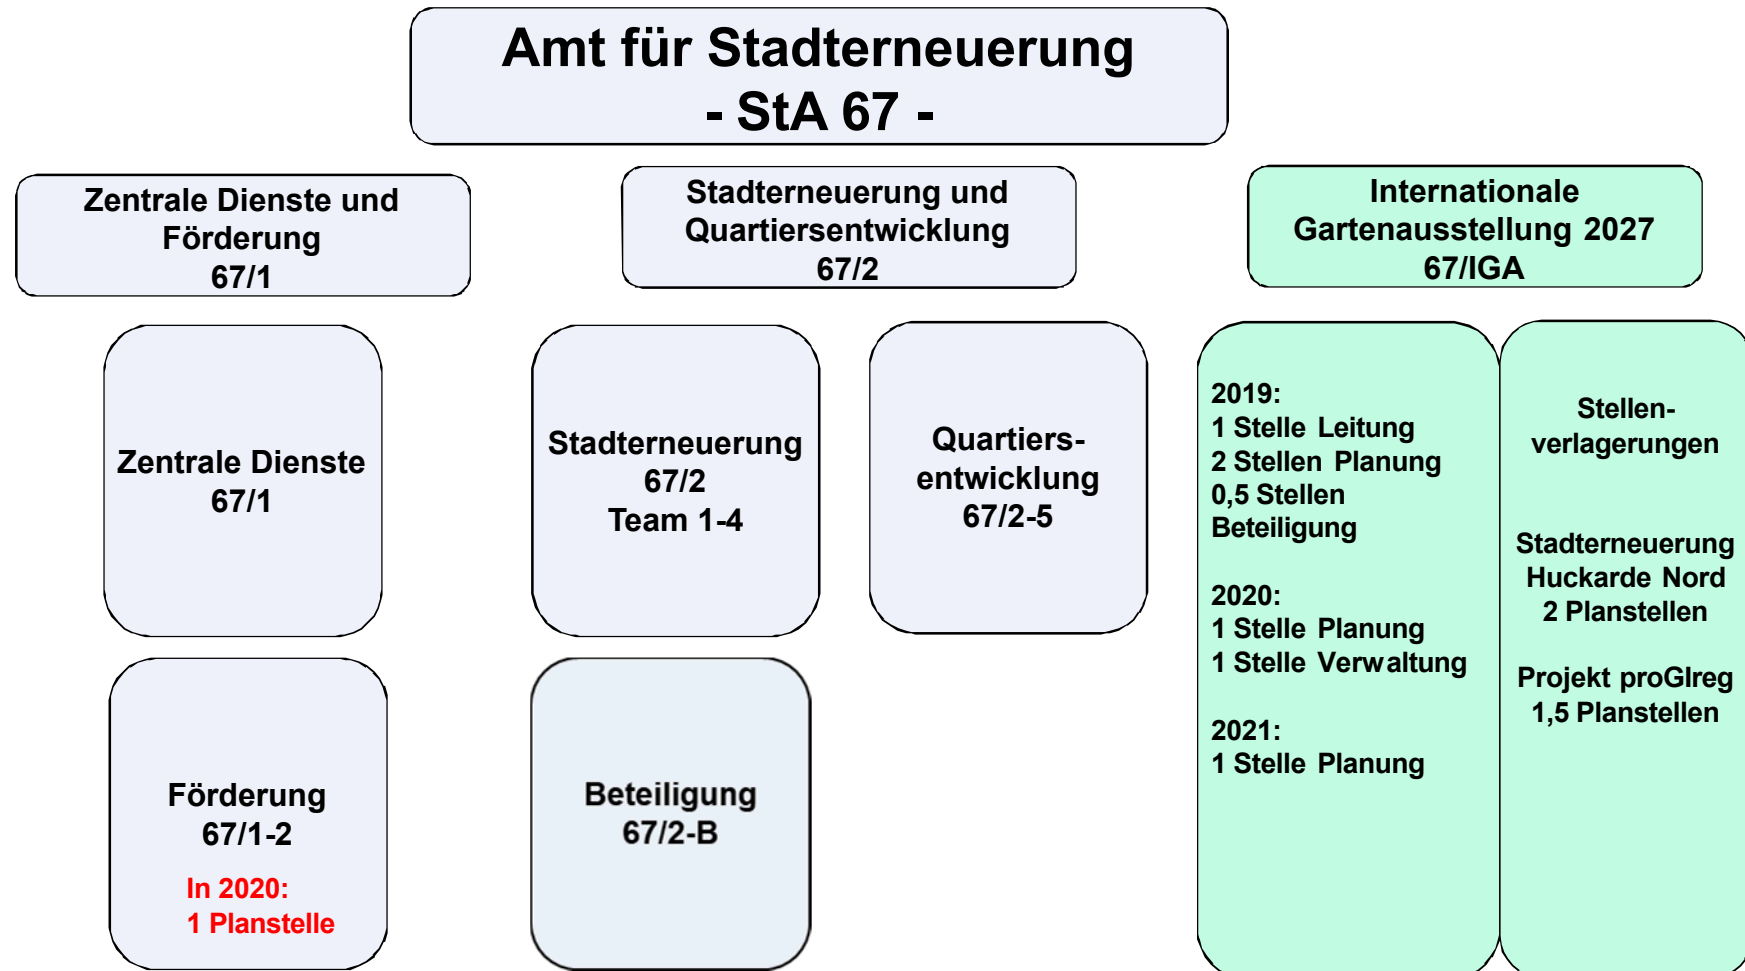 Amt für Stadterneuerung
- StA 67 -
Zentrale Dienste und
Förderung
67/1
Stadterneuerung und
Quartiersentwicklung
67/2
Internationale
Gartenausstellung 2027
67/IGA
Zentrale Dienste
67/1
Stadterneuerung
67/2
Team 1-4
Quartiers-
entwicklung
67/2-5
2019:
1 Stelle Leitung
2 Stellen Planung
0,5 Stellen
Beteiligung
2020:
1 Stelle Planung
1 Stelle Verwaltung
2021:
1 Stelle Planung
Stellen-
verlagerungen
Stadterneuerung
Huckarde Nord
2 Planstellen
Projekt proGIreg
1,5 Planstellen
Förderung
67/1-2
In 2020:
1 Planstelle
Beteiligung
67/2-B